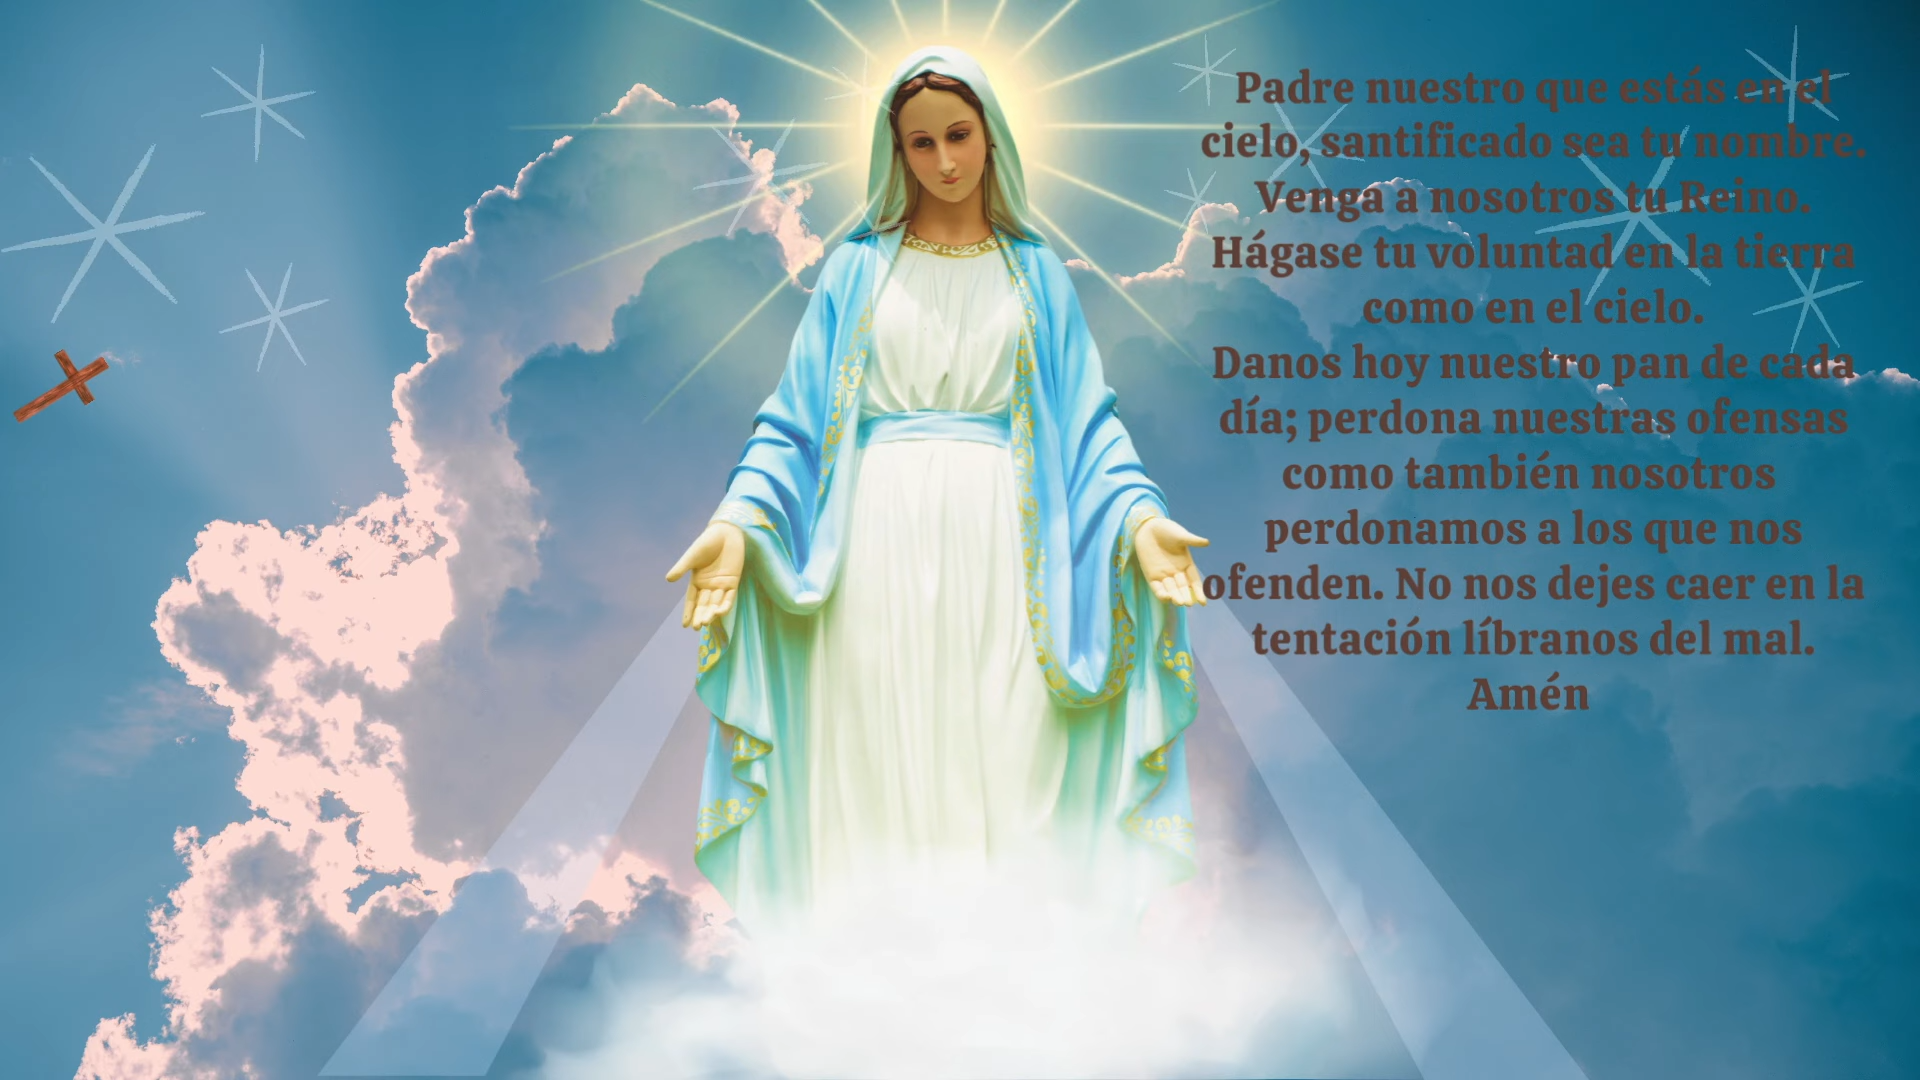 Padre nuestro que estás en el
cielo, santificado sea tu nombre.
Venga a nosotros tu Reino.
Hágase tu voluntad en la tierra
como en el cielo.
Danos hoy nuestro pan de cada
día; perdona nuestras ofensas
como también nosotros
perdonamos a los que nos
ofenden. No nos dejes caer en la
tentación líbranos del mal.
Amén